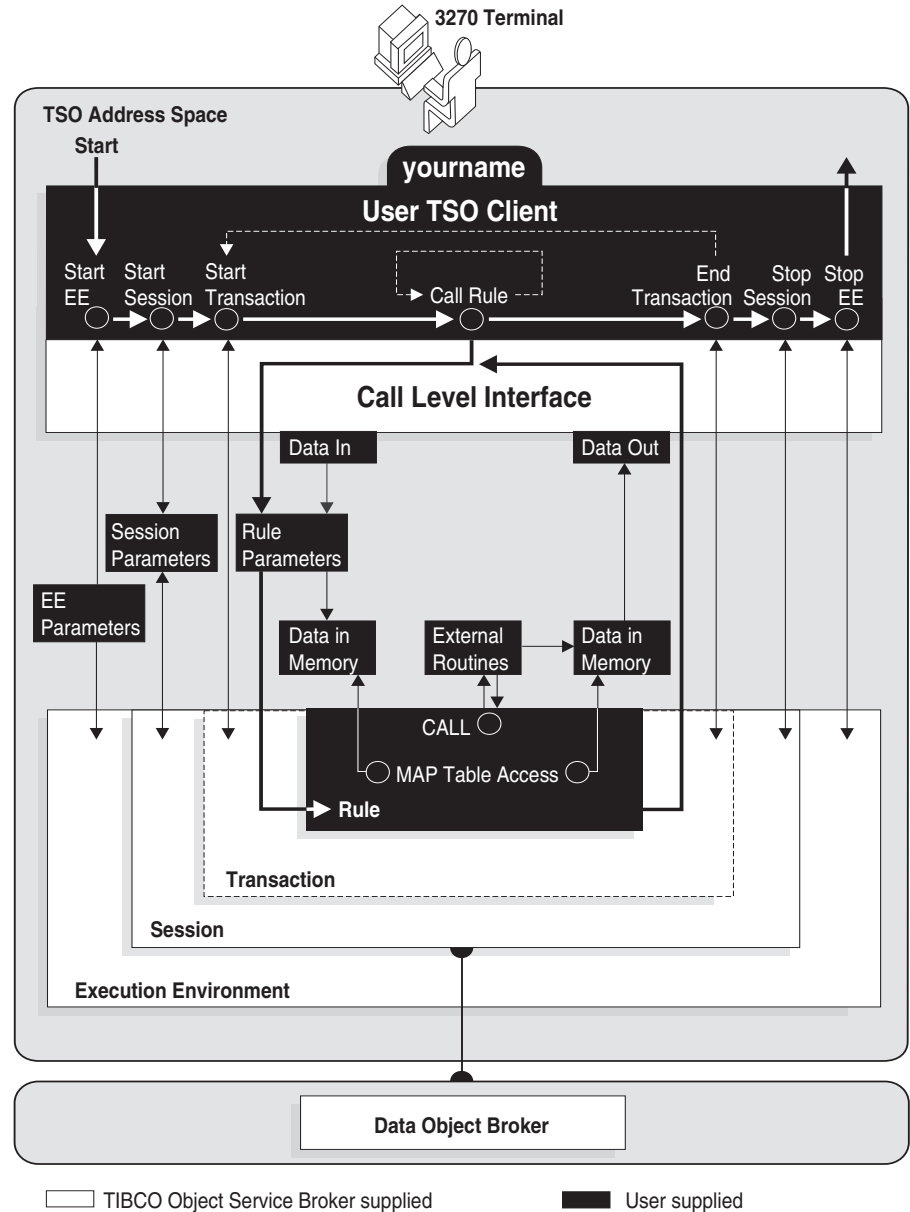 3270 Terminal
TSO Address Space
Start
yourname
User TSO Client
Start
EE
Start
Session
Start
Transaction
Call Rule
End
Transaction
Stop
Session
Stop
EE
Call Level Interface
Data In
Data Out
Session
Parameters
Rule
Parameters
EE
Parameters
Data in
Memory
External
Routines
Data in
Memory
CALL
MAP Table Access
Rule
Transaction
Session
Execution Environment
Data Object Broker
TIBCO Object Service Broker supplied
User supplied